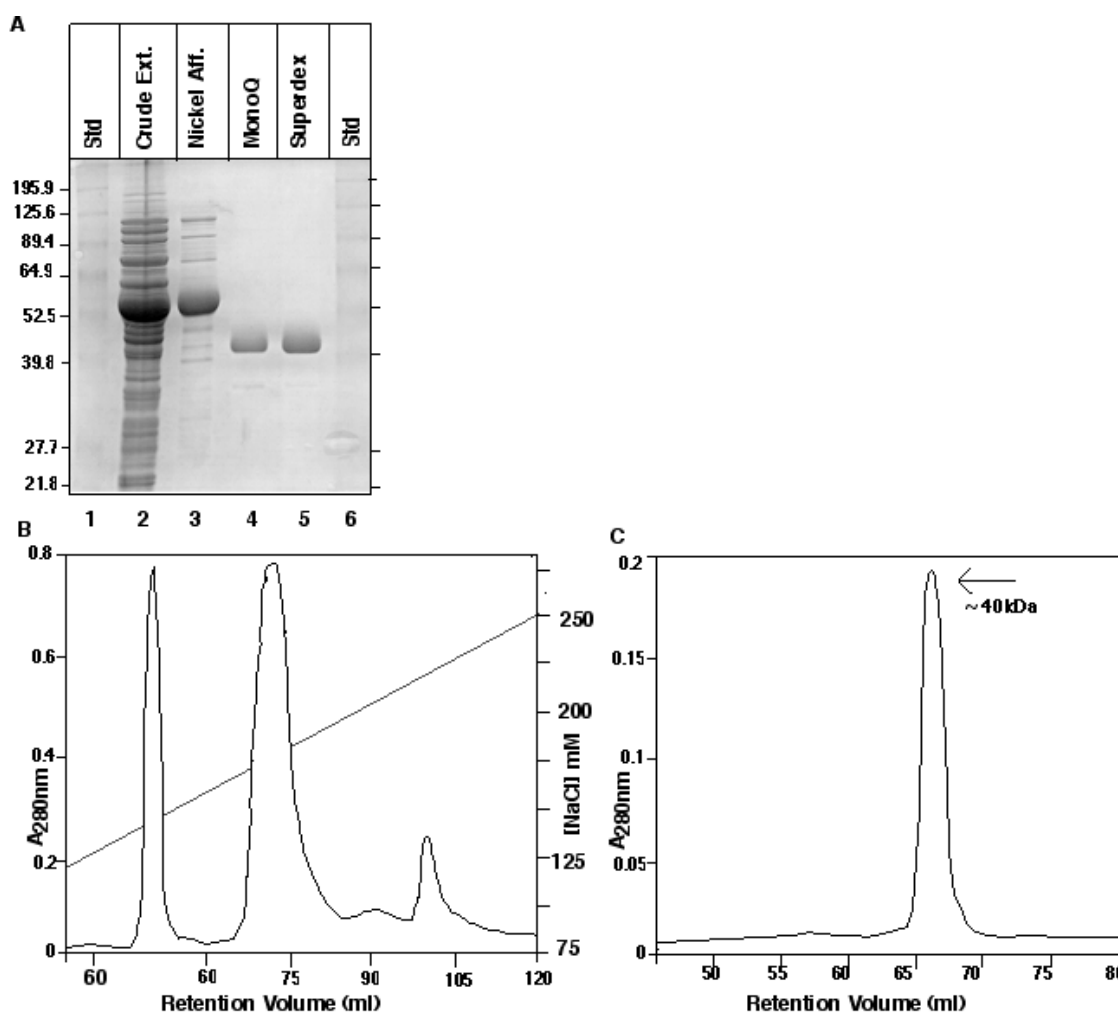 A
Std
Crude Ext.
Nickel Aff.
MonoQ
Superdex
Std
195.9
125.6
89.4
64.9
52.5
39.8
27.7
21.8
1 2 3 4 5 6
B
0.8
0.6
0.4
0.2
0
A280nm
250
200
125
75
[NaCl] mM
60 60 75 90 105 120
Retention Volume (ml)
C
0.2
0.15
0.1
0.05
0
A280nm
~40kDa
50 55 60 65 70 75 80
Retention Volume (ml)